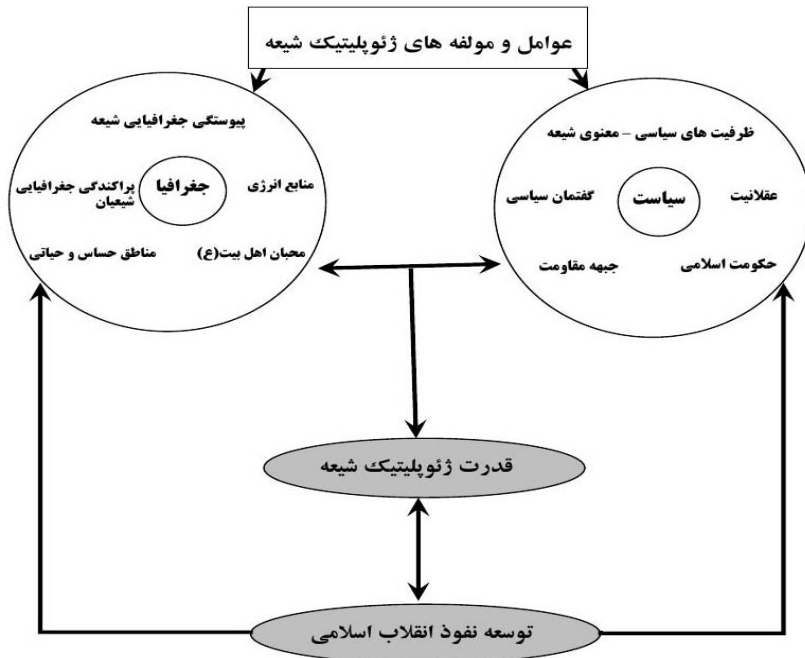 عوامل و مولفه های ژئوپلیتیک شیعه
ظرفیت های سیاسی – معنوی شیعه
عقلانیت
سیاست
گفتمان سیاسی
حکومت اسلامی
جبهه مقاومت
پیوستگی جغرافیایی شیعه
منابع انرژی
جغرافیا
پراکندگی جغرافیایی
شیعیان
محبان اهل بیت(ع)
مناطق حساس و حیاتی
قدرت ژئوپلیتیک شیعه
توسعه نفوذ انقلاب اسلامی